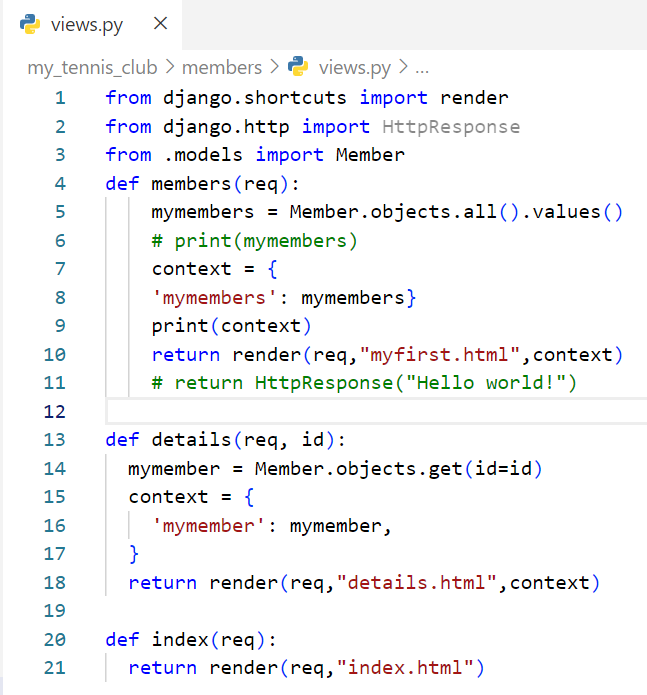 views.py ×
my_tennis_club > members > views.py > ...
1 from django.shortcuts import render
2 from django.http import HttpResponse
3 from .models import Member
4 def members(req):
5     mymembers = Member.objects.all().values()
6     # print(mymembers)
7     context = {
8     'mymembers': mymembers}
9     print(context)
10     return render(req,"myfirst.html",context)
11     # return HttpResponse("Hello world!")
12
13 def details(req, id):
14   mymember = Member.objects.get(id=id)
15   context = {
16     'mymember': mymember,
17   }
18   return render(req,"details.html",context)
19
20 def index(req):
21   return render(req,"index.html")